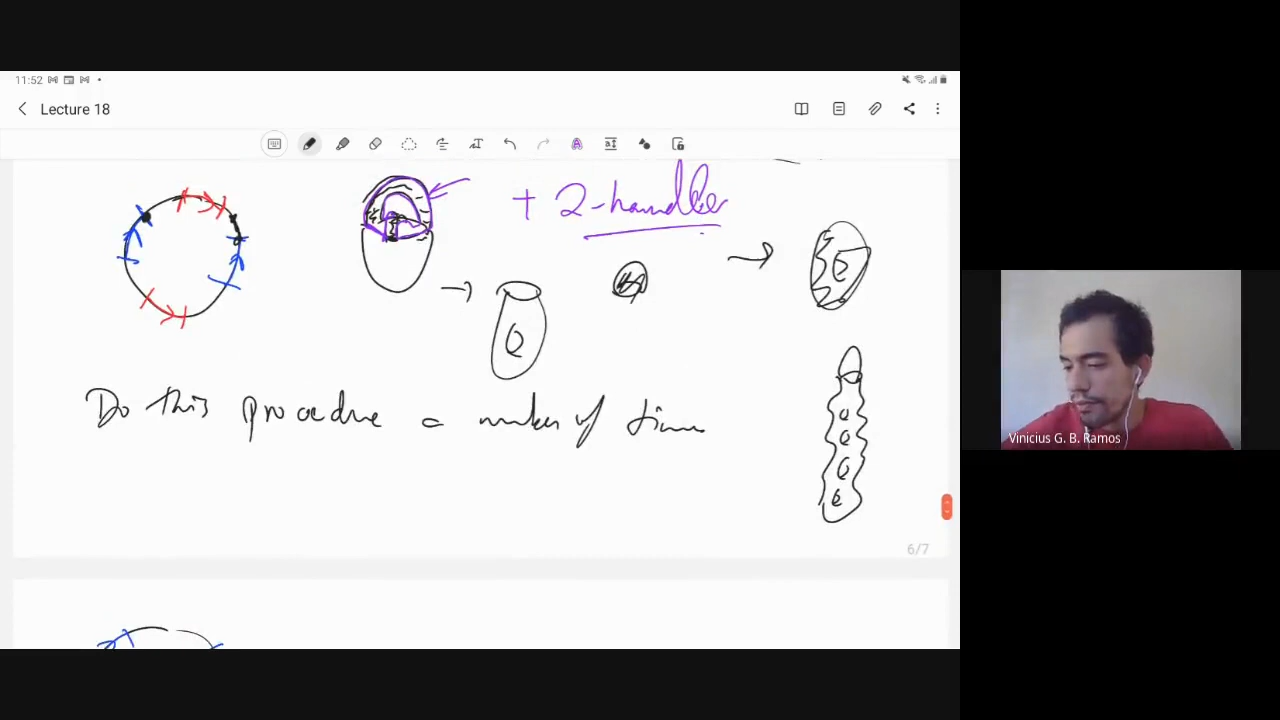 11:52
Lecture 18
+ 2-handle
Do this procedure a number of times
6/7
Vinicius G. B. Ramos